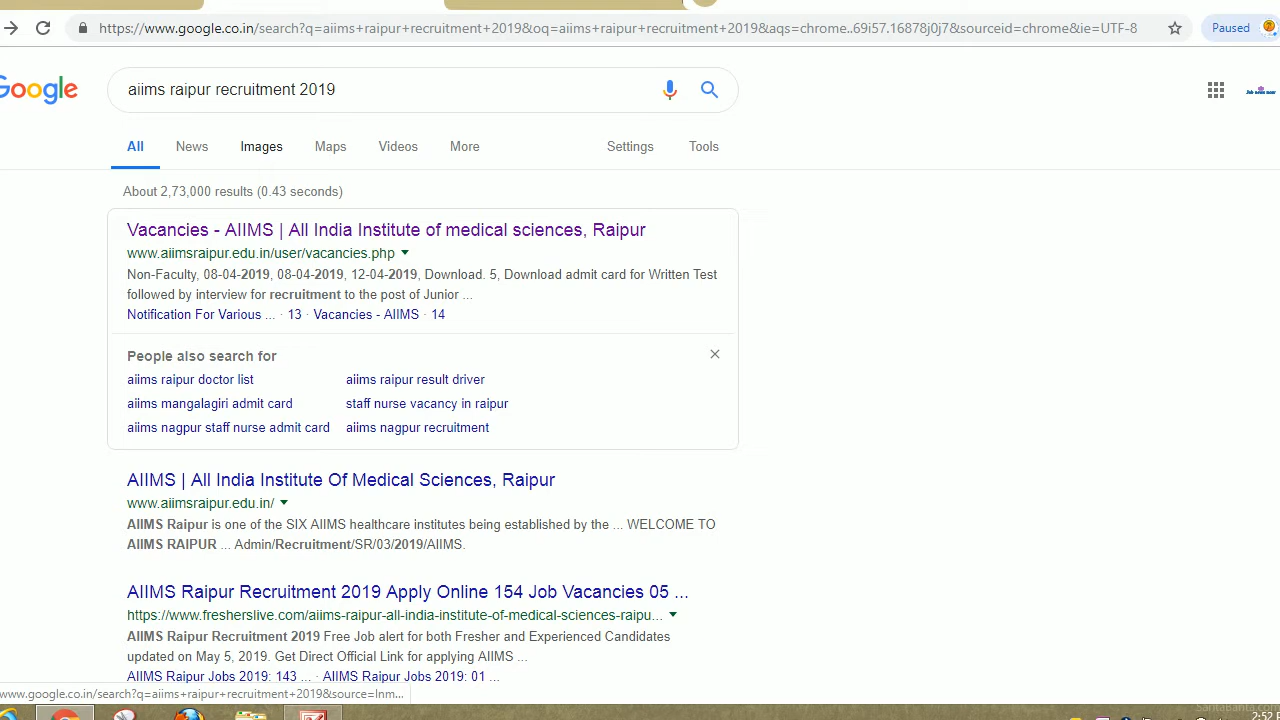 https://www.google.co.in/search?q=aiims+raipur+recruitment+2019&oq=aiims+raipur+recruitment+2019&aqs=chrome..69i57.16878j0j7&sourceid=chrome&ie=UTF-8
Paused
Google
aiims raipur recruitment 2019
All News Images Maps Videos More Settings Tools
About 2,73,000 results (0.43 seconds)
Vacancies - AIIMS | All India Institute of medical sciences, Raipur
www.aiimsraipur.edu.in/user/vacancies.php
Non-Faculty, 08-04-2019, 08-04-2019, 12-04-2019, Download. 5, Download admit card for Written Test
followed by interview for recruitment to the post of Junior ...
Notification For Various ... · 13 · Vacancies - AIIMS · 14
People also search for
aiims raipur doctor list aiims raipur result driver
aiims mangalagiri admit card staff nurse vacancy in raipur
aiims nagpur staff nurse admit card aiims nagpur recruitment
AIIMS | All India Institute Of Medical Sciences, Raipur
www.aiimsraipur.edu.in/
AIIMS Raipur is one of the SIX AIIMS healthcare institutes being established by the ... WELCOME TO
AIIMS RAIPUR ... Admin/Recruitment/SR/03/2019/AIIMS.
AIIMS Raipur Recruitment 2019 Apply Online 154 Job Vacancies 05 ...
https://www.fresherslive.com/aiims-raipur-all-india-institute-of-medical-sciences-raipu...
AIIMS Raipur Recruitment 2019 Free Job alert for both Fresher and Experienced Candidates
updated on May 5, 2019. Get Direct Official Link for applying AIIMS ...
AIIMS Raipur Jobs 2019: 143 ... · AIIMS Raipur Jobs 2019: 01 ...
www.google.co.in/search?q=aiims+raipur+recruitment+2019&source=lnm...
Santabanta.com
2:52